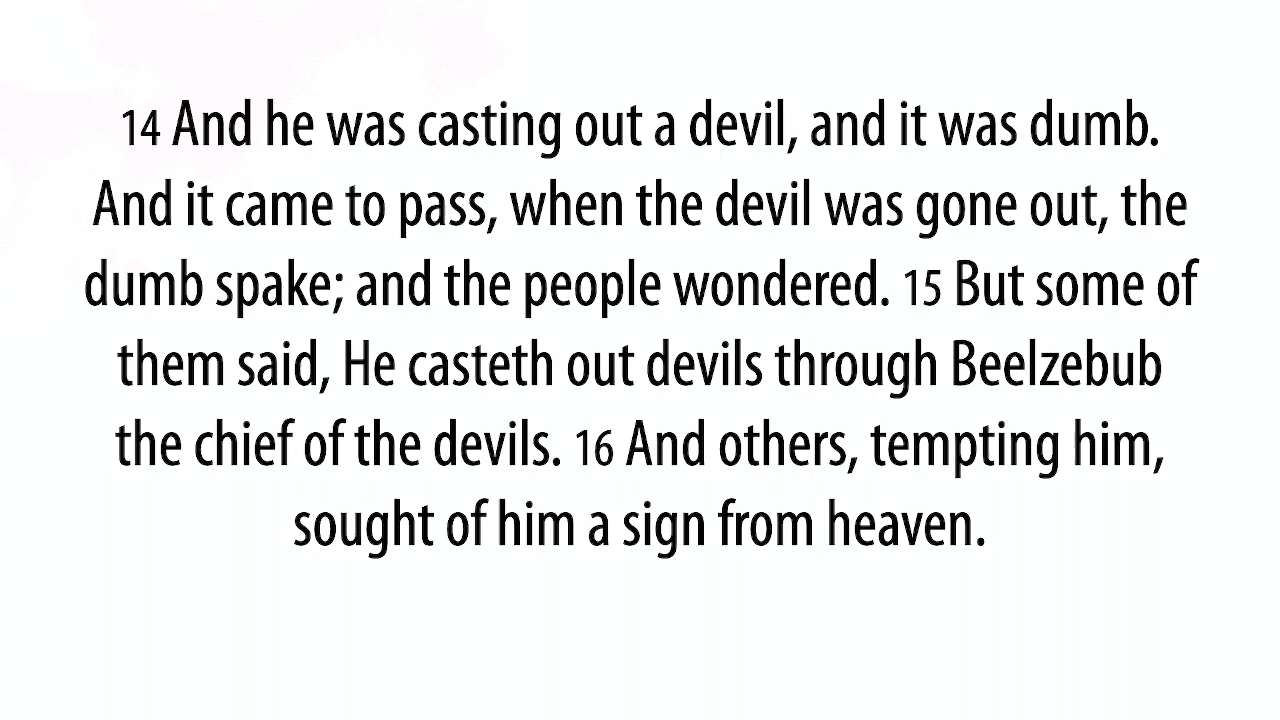 14 And he was casting out a devil, and it was dumb.
And it came to pass, when the devil was gone out, the
dumb spake; and the people wondered. 15 But some of
them said, He casteth out devils through Beelzebub
the chief of the devils. 16 And others, tempting him,
sought of him a sign from heaven.